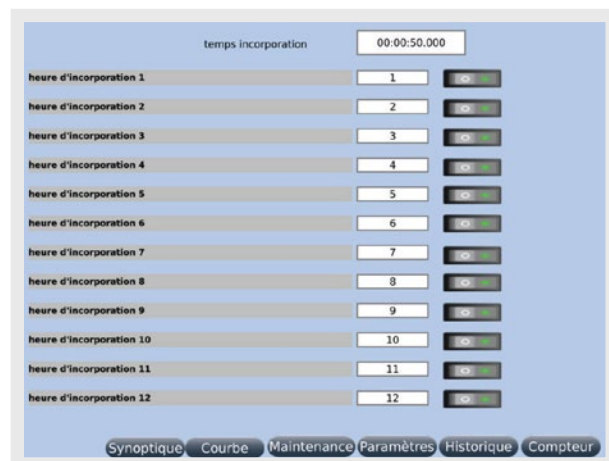 temps incorporation 00:00:50.000
heure d'incorporation 1 1
heure d'incorporation 2 2
heure d'incorporation 3 3
heure d'incorporation 4 4
heure d'incorporation 5 5
heure d'incorporation 6 6
heure d'incorporation 7 7
heure d'incorporation 8 8
heure d'incorporation 9 9
heure d'incorporation 10 10
heure d'incorporation 11 11
heure d'incorporation 12 12
Synoptique Courbe Maintenance Paramètres Historique Compteur